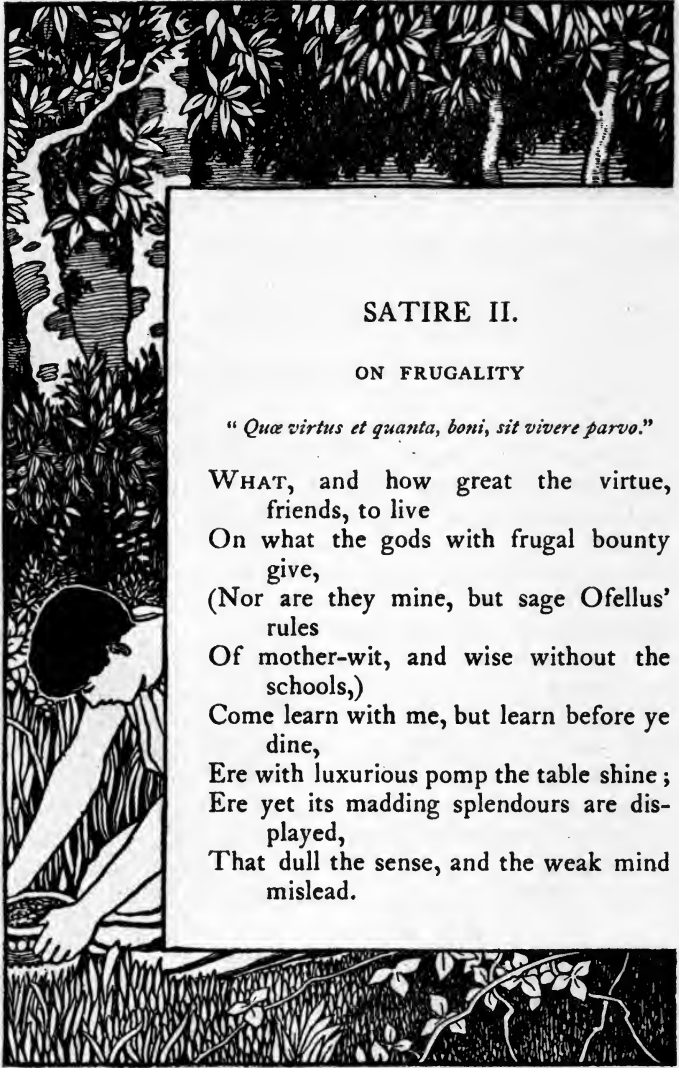 SATIRE II.
ON FRUGALITY
“ Quæ virtus et quanta, boni, sit vivere parvo.”
WHAT, and how great the virtue,
friends, to live
On what the gods with frugal bounty
give,
(Nor are they mine, but sage Ofellus’
rules
Of mother-wit, and wise without the
schools,)
Come learn with me, but learn before ye
dine,
Ere with luxurious pomp the table shine ;
Ere yet its madding splendours are dis-
played,
That dull the sense, and the weak mind
mislead.